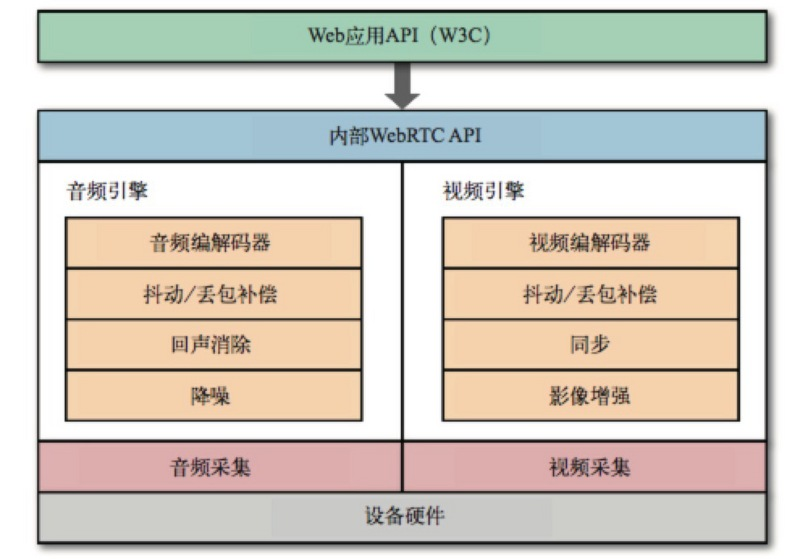 Web应用API（W3C）
内部WebRTC API
音频引擎
音频编解码器
抖动/丢包补偿
回声消除
降噪
视频引擎
视频编解码器
抖动/丢包补偿
同步
影像增强
音频采集
视频采集
设备硬件